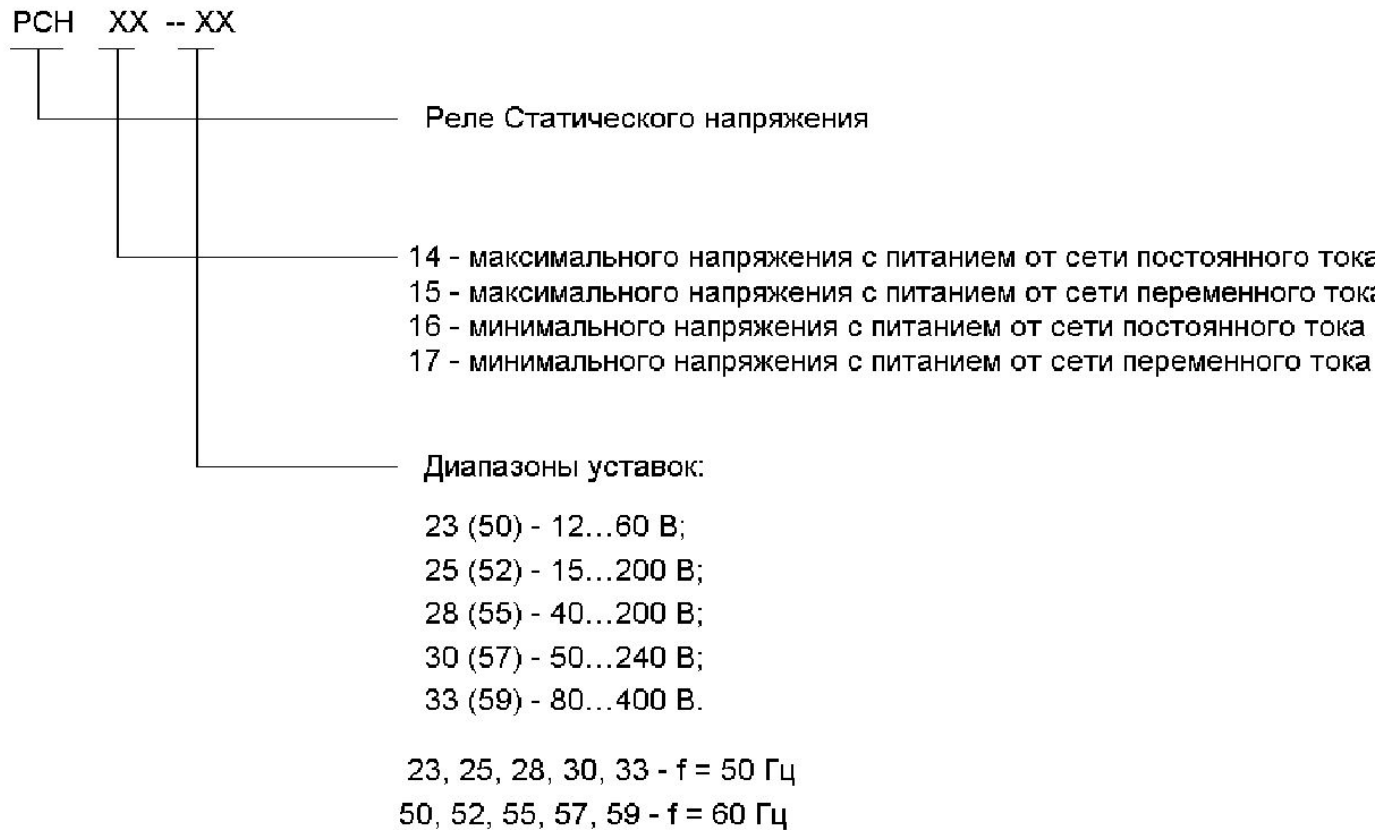 РСН ХХ -- ХХ
Реле Статического напряжения
14 - максимального напряжения с питанием от сети постоянного тока
15 - максимального напряжения с питанием от сети переменного тока
16 - минимального напряжения с питанием от сети постоянного тока
17 - минимального напряжения с питанием от сети переменного тока
Диапазоны уставок:
23 (50) - 12...60 В;
25 (52) - 15...200 В;
28 (55) - 40...200 В;
30 (57) - 50...240 В;
33 (59) - 80...400 В.
23, 25, 28, 30, 33 - f = 50 Гц
50, 52, 55, 57, 59 - f = 60 Гц